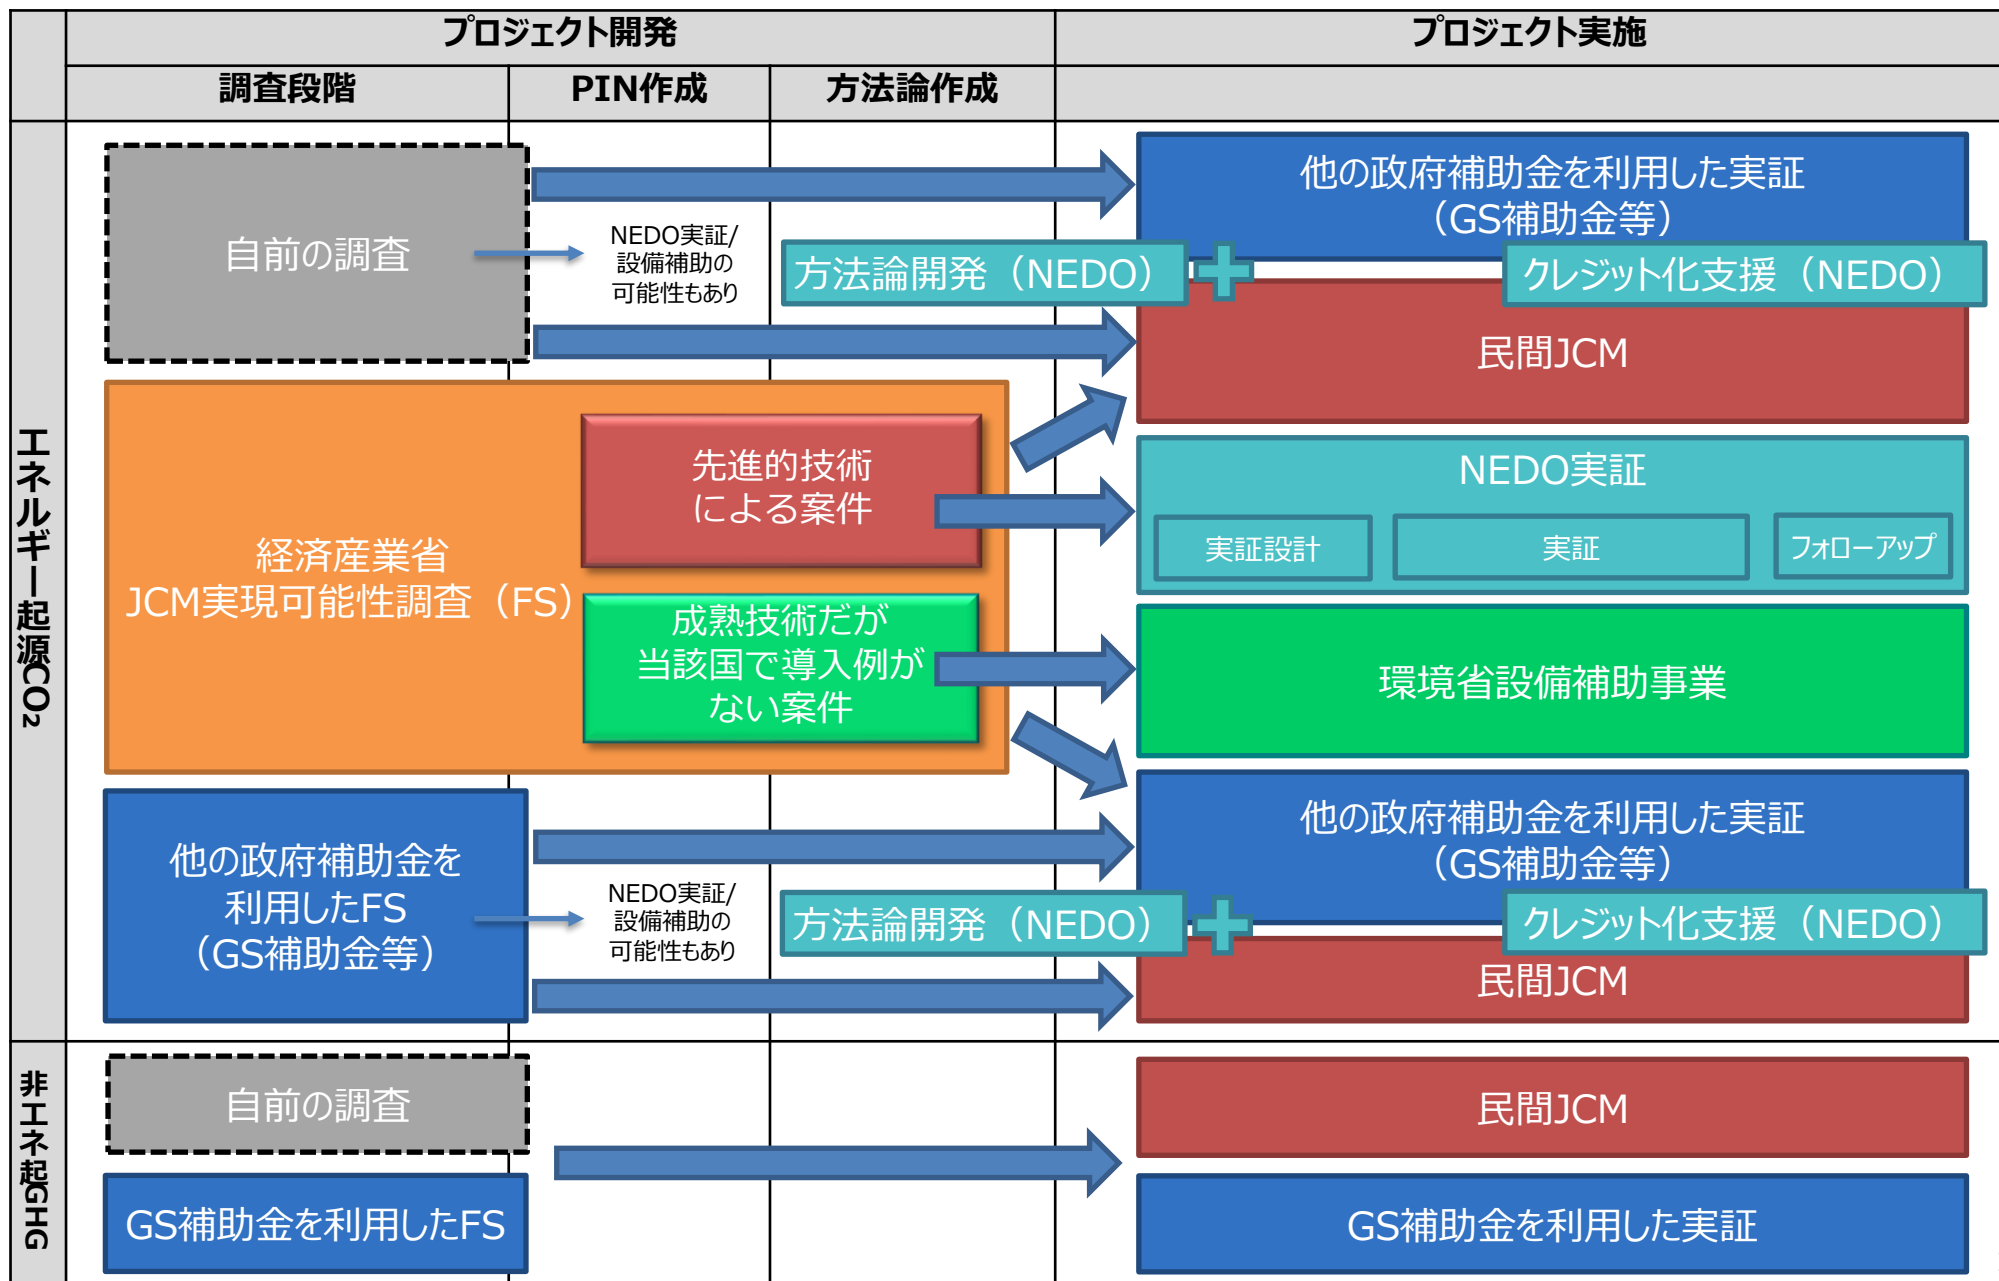 プロジェクト開発
プロジェクト実施
調査段階
PIN作成
方法論作成
エネルギー起源CO₂
自前の調査
NEDO実証/
設備補助の
可能性もあり
方法論開発（NEDO）
他の政府補助金を利用した実証
（GS補助金等）
クレジット化支援（NEDO）
民間JCM
経済産業省
JCM実現可能性調査（FS）
先進的技術
による案件
成熟技術だが
当該国で導入例が
ない案件
NEDO実証
実証設計
実証
フォローアップ
環境省設備補助事業
他の政府補助金を
利用したFS
（GS補助金等）
NEDO実証/
設備補助の
可能性もあり
方法論開発（NEDO）
他の政府補助金を利用した実証
（GS補助金等）
クレジット化支援（NEDO）
民間JCM
非エネ起GHG
自前の調査
GS補助金を利用したFS
民間JCM
GS補助金を利用した実証